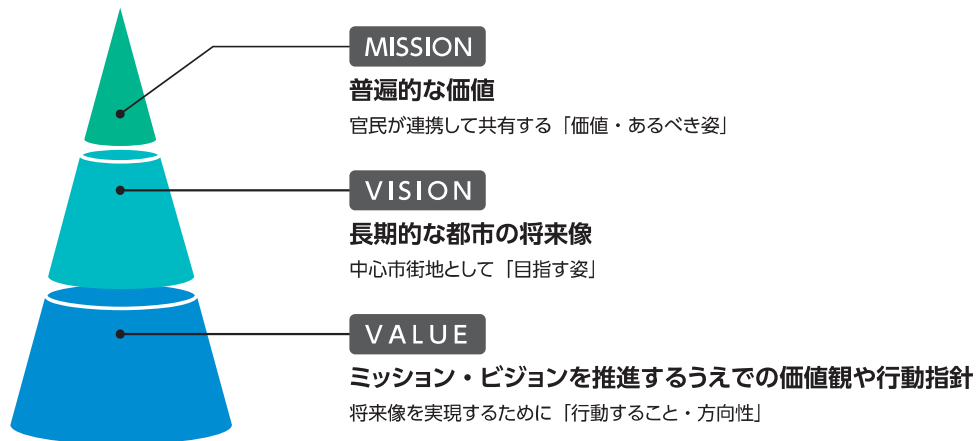 MISSION
普遍的な価値
官民が連携して共有する「価値・あるべき姿」
VISION
長期的な都市の将来像
中心市街地として「目指す姿」
VALUE
ミッション・ビジョンを推進するうえでの価値観や行動指針
将来像を実現するために「行動すること・方向性」